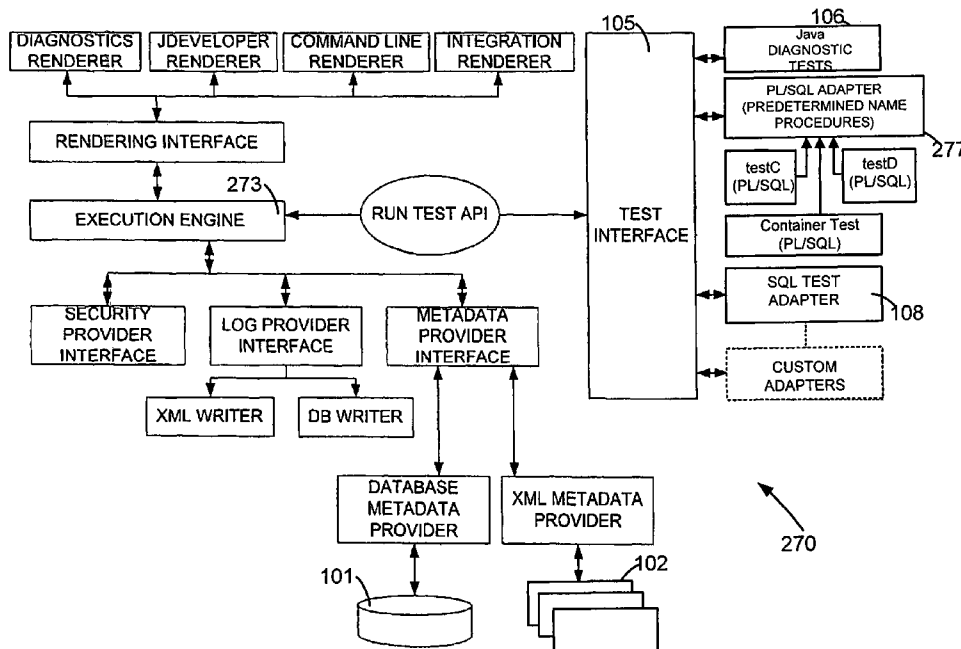 DIAGNOSTICS
RENDERER
JDEVELOPER
RENDERER
COMMAND LINE
RENDERER
INTEGRATION
RENDERER
105
106
Java
DIAGNOSTIC
TESTS
PL/SQL ADAPTER
(PREDETERMINED NAME
PROCEDURES)
277
testC
(PL/SQL)
testD
(PL/SQL)
Container Test
(PL/SQL)
RENDERING INTERFACE
273
EXECUTION ENGINE
RUN TEST API
TEST
INTERFACE
SQL TEST
ADAPTER
108
SECURITY
PROVIDER
INTERFACE
LOG PROVIDER
INTERFACE
METADATA
PROVIDER
INTERFACE
CUSTOM
ADAPTERS
XML WRITER
DB WRITER
DATABASE
METADATA
PROVIDER
XML METADATA
PROVIDER
270
101
102